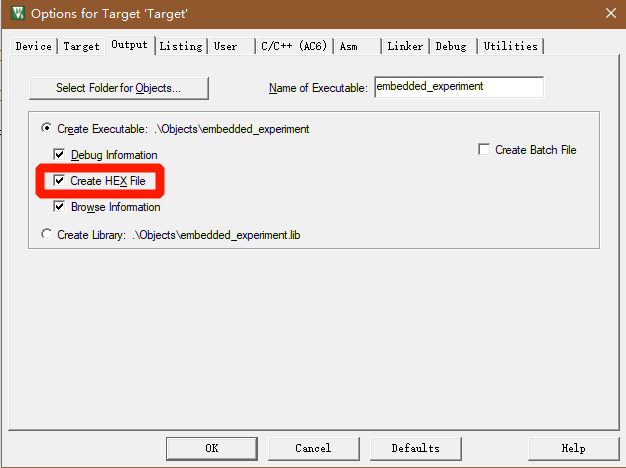 Options for Target 'Target'
Device Target Output Listing User C/C++ (AC6) Asm Linker Debug Utilities
Select Folder for Objects... Name of Executable: embedded_experiment
Create Executable: .\Objects\embedded_experiment
Debug Information Create Batch File
Create HEX File
Browse Information
Create Library: .\Objects\embedded_experiment.lib
OK Cancel Defaults Help